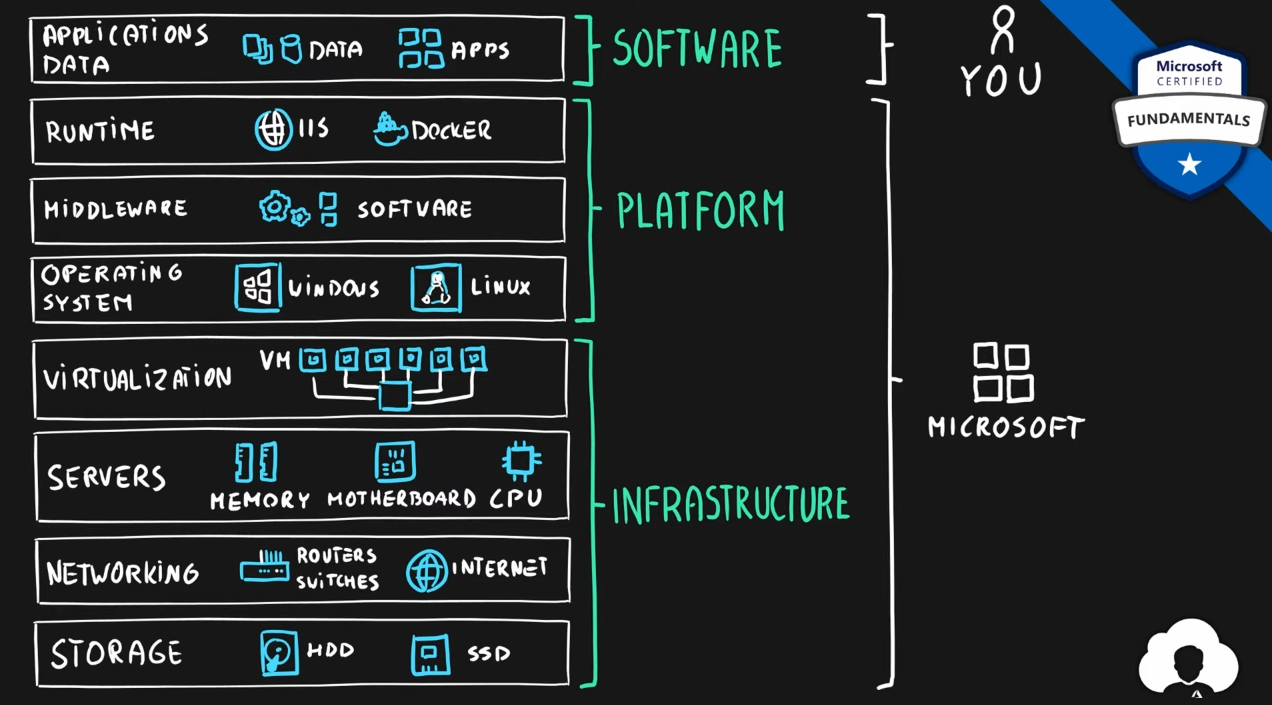 APPLICATIONS
DATA
DATA
APPS
SOFTWARE
YOU
Microsoft
CERTIFIED
FUNDAMENTALS
RUNTIME
IIS
DOCKER
MIDDLEWARE
SOFTWARE
PLATFORM
OPERATING
SYSTEM
WINDOWS
LINUX
VIRTUALIZATION
VM
MICROSOFT
SERVERS
MEMORY
MOTHERBOARD
CPU
INFRASTRUCTURE
NETWORKING
ROUTERS
SWITCHES
INTERNET
STORAGE
HDD
SSD